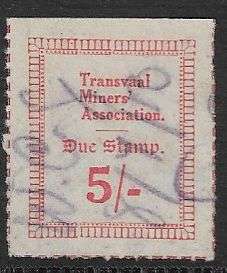 Transvaal
Miners'
Association.
Due Stamp.
5/-